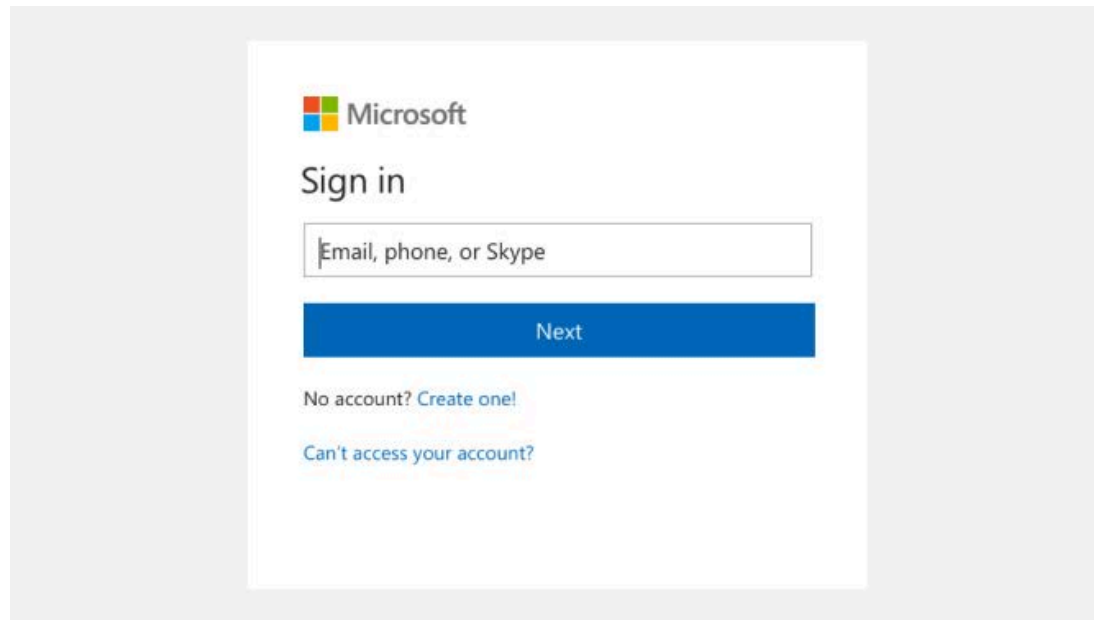 Microsoft
Sign in
Email, phone, or Skype
Next
No account? Create one!
Can't access your account?